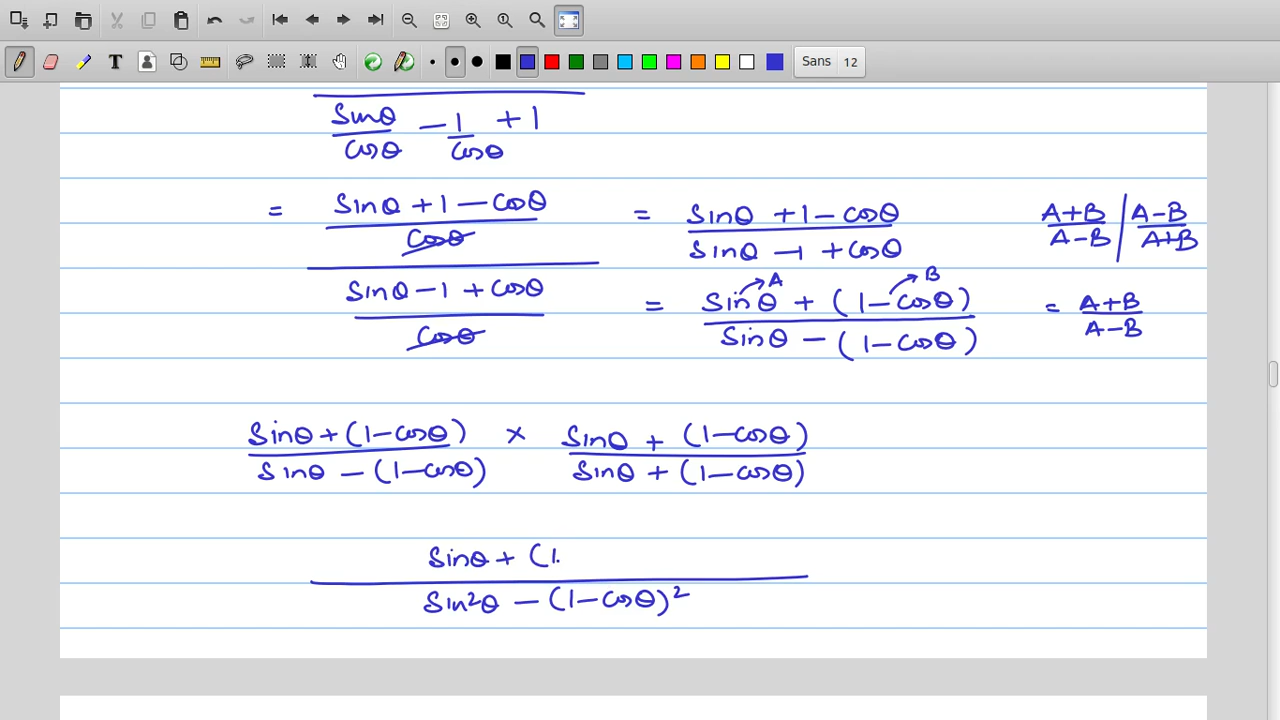 Sans 12
Sinθ/Cosθ - 1/Cosθ + 1
= (Sinθ + 1 - Cosθ)/Cosθ = (Sinθ + 1 - Cosθ)/(Sinθ - 1 + Cosθ) A+B/A-B | A-B/A+B
(Sinθ - 1 + Cosθ)/Cosθ = (Sinθ + (1 - Cosθ))/(Sinθ - (1 - Cosθ)) → A → B = A+B/A-B
(Sinθ + (1-Cosθ))/(Sinθ - (1-Cosθ)) × (Sinθ + (1-Cosθ))/(Sinθ + (1-Cosθ))
Sinθ + (1
Sin²θ - (1-Cosθ)²